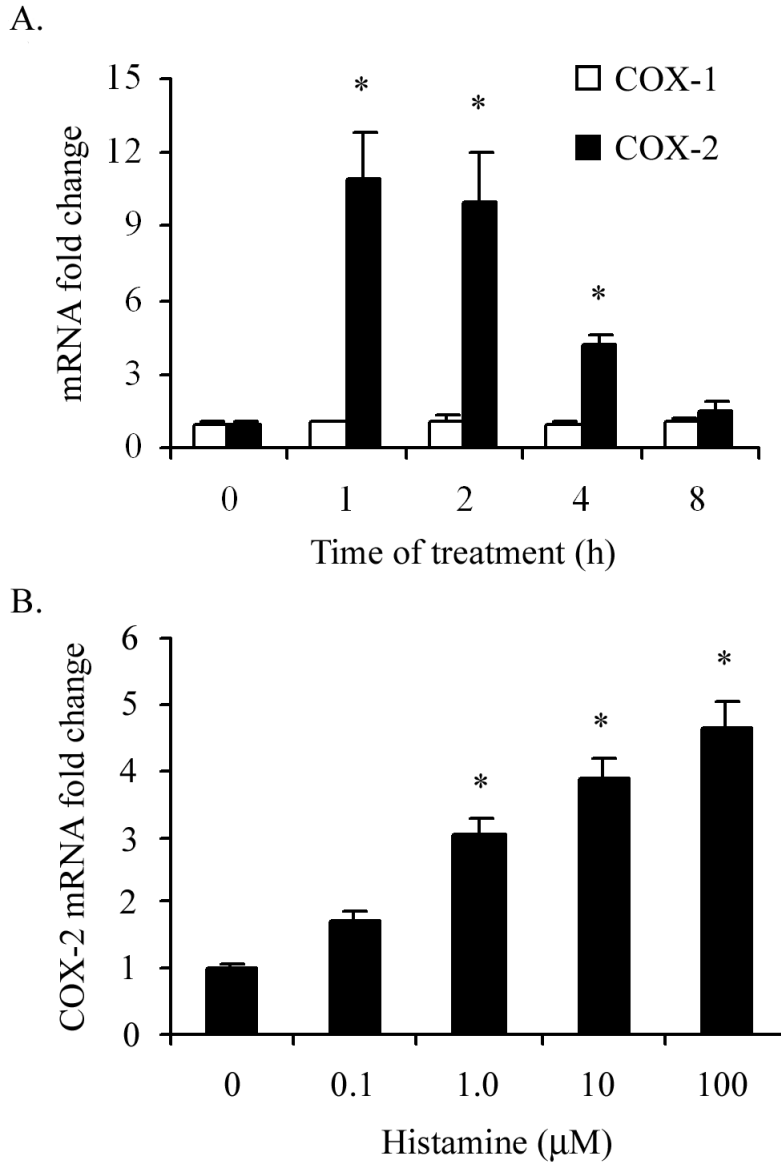 A.
mRNA fold change
15
12
9
6
3
0
*
*
*
COX-1
COX-2
0 1 2 4 8
Time of treatment (h)
B.
COX-2 mRNA fold change
6
5
4
3
2
1
0
*
*
*
0 0.1 1.0 10 100
Histamine (μM)